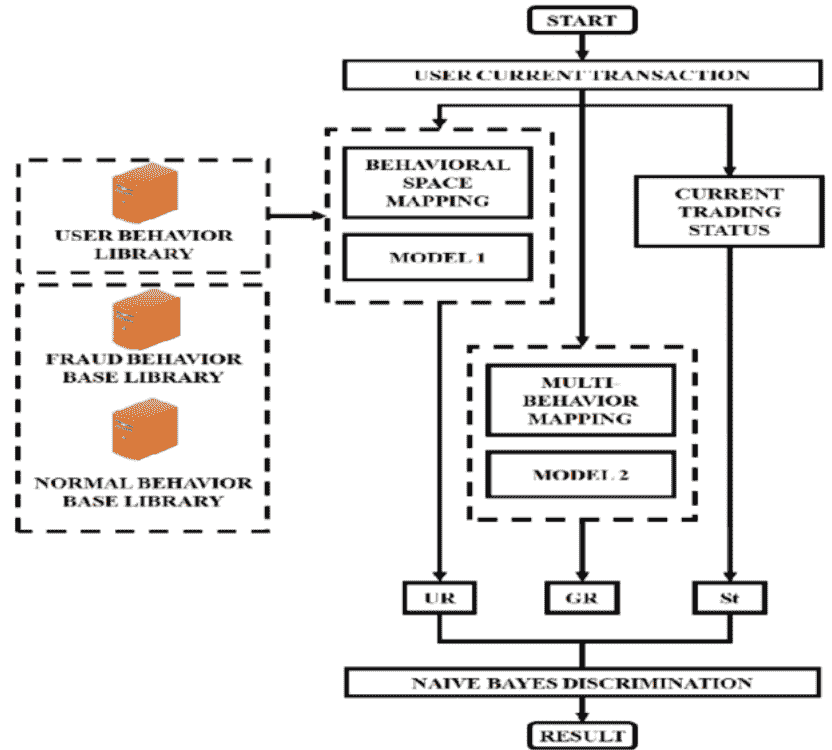 START
USER CURRENT TRANSACTION
BEHAVIORAL
SPACE
MAPPING
MODEL 1
USER BEHAVIOR
LIBRARY
CURRENT
TRADING
STATUS
FRAUD BEHAVIOR
BASE LIBRARY
NORMAL BEHAVIOR
BASE LIBRARY
MULTI-
BEHAVIOR
MAPPING
MODEL 2
UR
GR
St
NAIVE BAYES DISCRIMINATION
RESULT